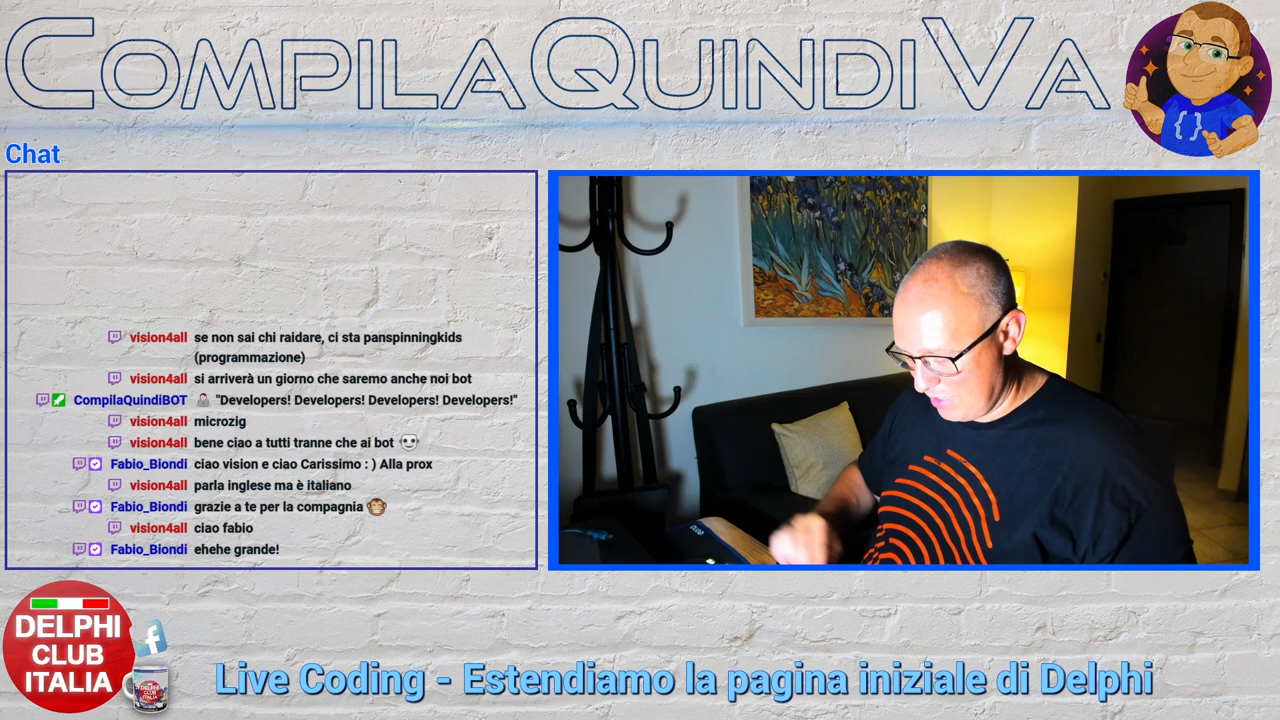 CompilaQuindiVa
{ }
Chat
vision4all se non sai chi raidare, ci sta panspinningkids
(programmazione)
vision4all si arriverà un giorno che saremo anche noi bot
CompilaQuindiBOT "Developers! Developers! Developers! Developers!"
vision4all microzig
vision4all bene ciao a tutti tranne che ai bot
Fabio_Biondi ciao vision e ciao Carissimo : ) Alla prox
vision4all parla inglese ma è italiano
Fabio_Biondi grazie a te per la compagnia
vision4all ciao fabio
Fabio_Biondi ehehe grande!
DELPHI
CLUB
ITALIA
f
DELPHI
CLUB
ITALIA
Live Coding - Estendiamo la pagina iniziale di Delphi